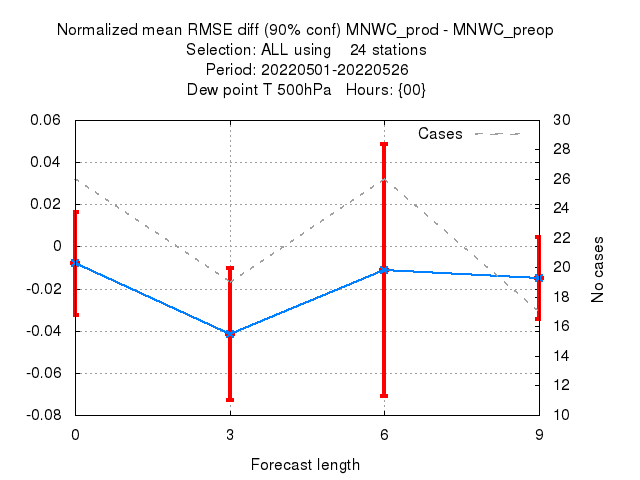 Normalized mean RMSE diff (90% conf) MNWC_prod - MNWC_preop
Selection: ALL using    24 stations
Period: 20220501-20220526
Dew point T 500hPa   Hours: {00}
Cases
0.06
0.04
0.02
0
-0.02
-0.04
-0.06
-0.08
30
28
26
24
22
20
18
16
14
12
10
No cases
0 3 6 9
Forecast length